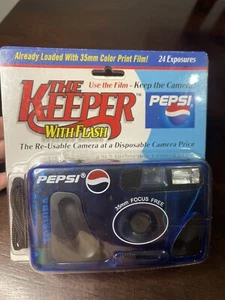 Already Loaded With 35mm Color Print Film!
24 Exposures
THE KEEPER
WITH FLASH
Use the Film - Keep the Camera
PEPSI
The Re-Usable Camera at a Disposable Camera Price
PEPSI®
35mm FOCUS FREE